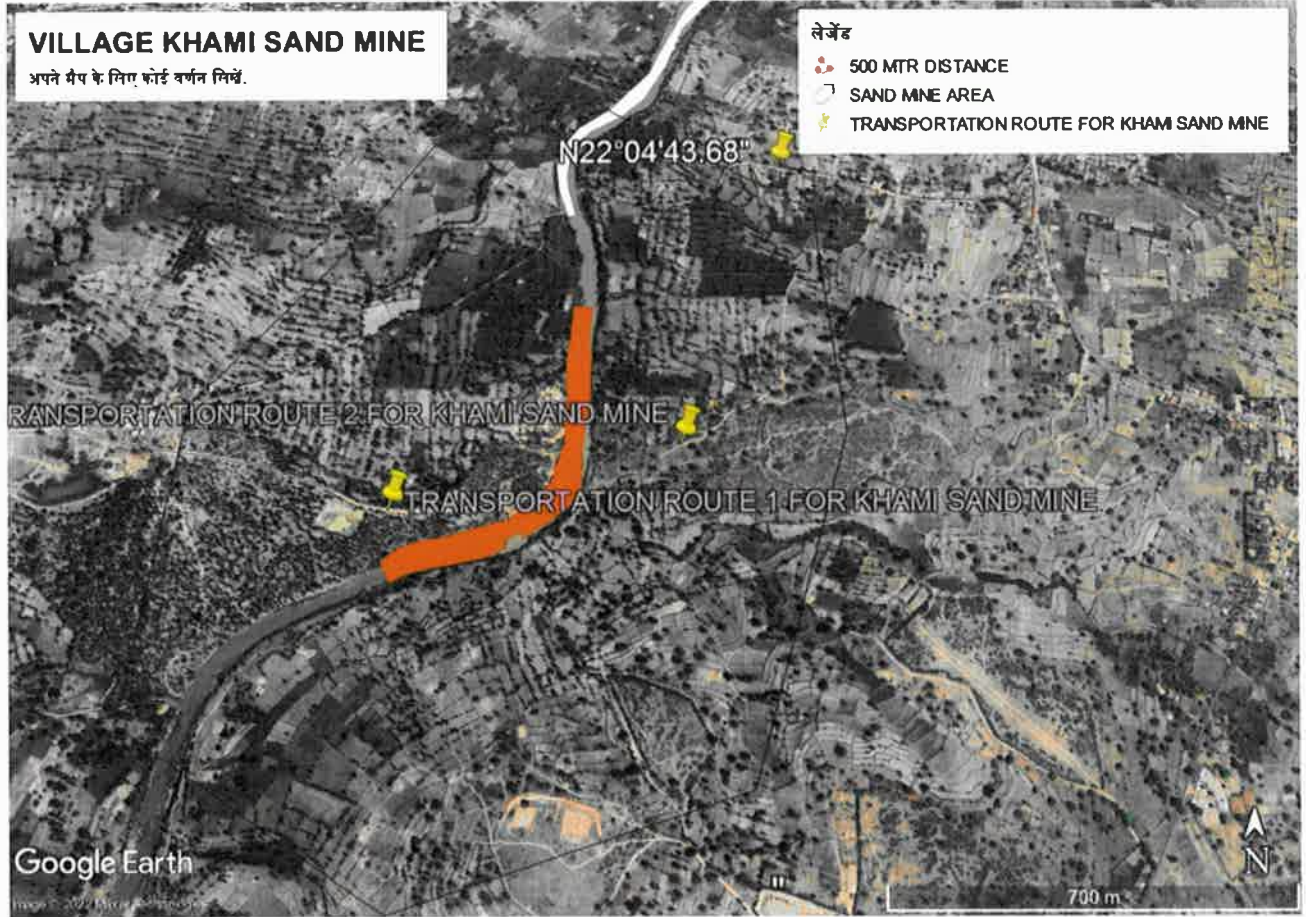 VILLAGE KHAMI SAND MINE
अपने मैप के लिए कोई वर्णन लिखें.
लेजेंड
500 MTR DISTANCE
SAND MINE AREA
TRANSPORTATION ROUTE FOR KHAMI SAND MINE
N22°04'43.68"
RANSPORTATION ROUTE 2 FOR KHAMI SAND MINE
TRANSPORTATION ROUTE 1 FOR KHAMI SAND MINE
Google Earth
N
700 m